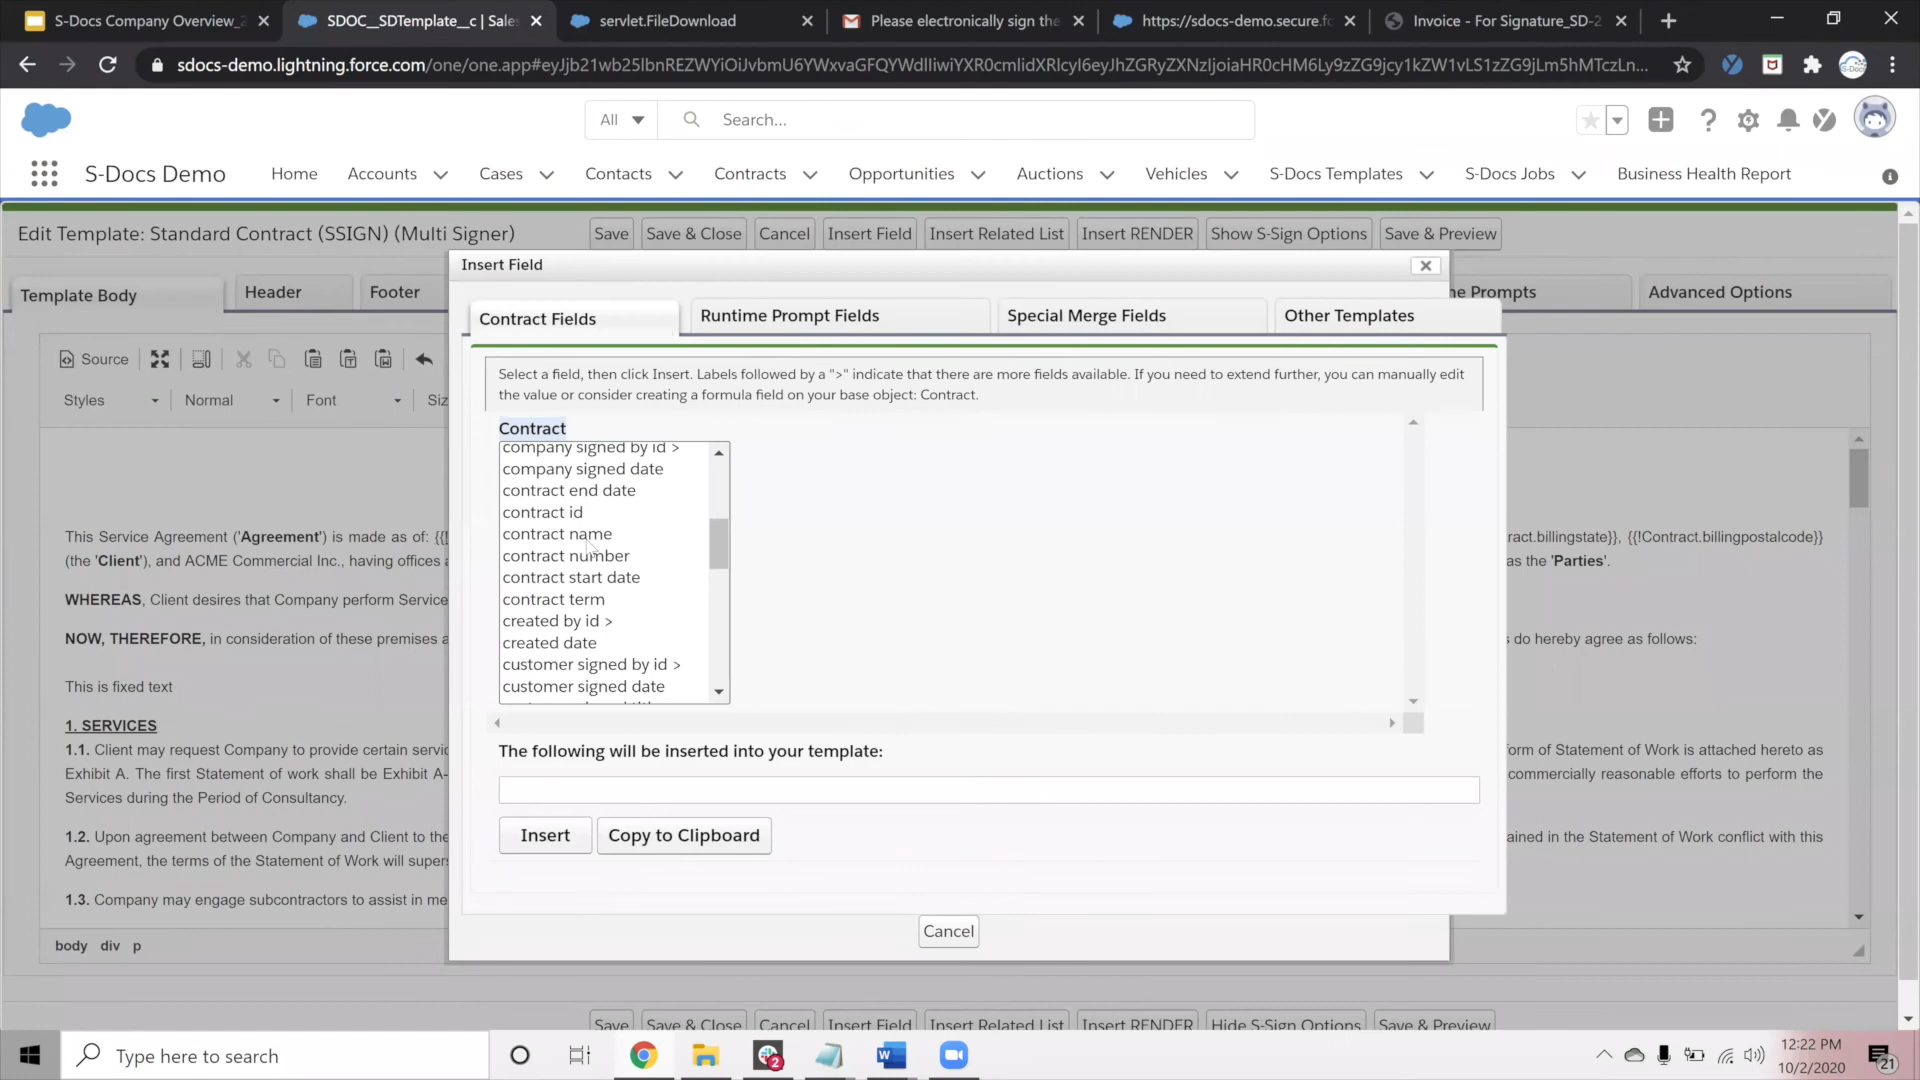 S-Docs Company Overview_2
SDOC__SDTemplate__c | Sales
servlet.FileDownload
Please electronically sign the
https://sdocs-demo.secure.fo
Invoice - For Signature_SD-2
sdocs-demo.lightning.force.com/one/one.app#
All
Search...
S-Docs Demo
Home
Accounts
Cases
Contacts
Contracts
Opportunities
Auctions
Vehicles
S-Docs Templates
S-Docs Jobs
Business Health Report
Edit Template: Standard Contract (SSIGN) (Multi Signer)
Save
Save & Close
Cancel
Insert Field
Insert Related List
Insert RENDER
Show S-Sign Options
Save & Preview
Insert Field
Template Body
Header
Footer
Prompts
Advanced Options
Contract Fields
Runtime Prompt Fields
Special Merge Fields
Other Templates
Source
Styles
Normal
Font
Siz
Select a field, then click Insert. Labels followed by a ">" indicate that there are more fields available. If you need to extend further, you can manually edit
the value or consider creating a formula field on your base object: Contract.
Contract
company signed by id >
company signed date
contract end date
contract id
contract name
contract number
contract start date
contract term
created by id >
created date
customer signed by id >
customer signed date
The following will be inserted into your template:
Insert
Copy to Clipboard
Cancel
This Service Agreement ('Agreement') is made as of: {{!
ract.billingstate}}, {{!Contract.billingpostalcode}}
(the 'Client'), and ACME Commercial Inc., having offices a
as the 'Parties'.
WHEREAS, Client desires that Company perform Service
NOW, THEREFORE, in consideration of these premises a
s do hereby agree as follows:
This is fixed text
1. SERVICES
1.1. Client may request Company to provide certain servic
orm of Statement of Work is attached hereto as
Exhibit A. The first Statement of work shall be Exhibit A-
commercially reasonable efforts to perform the
Services during the Period of Consultancy.
1.2. Upon agreement between Company and Client to the
ained in the Statement of Work conflict with this
Agreement, the terms of the Statement of Work will supers
1.3. Company may engage subcontractors to assist in me
body div p
Save
Save & Close
Cancel
Insert Field
Insert Related List
Insert RENDER
Hide S-Sign Options
Save & Preview
Type here to search
2
12:22 PM
10/2/2020
21